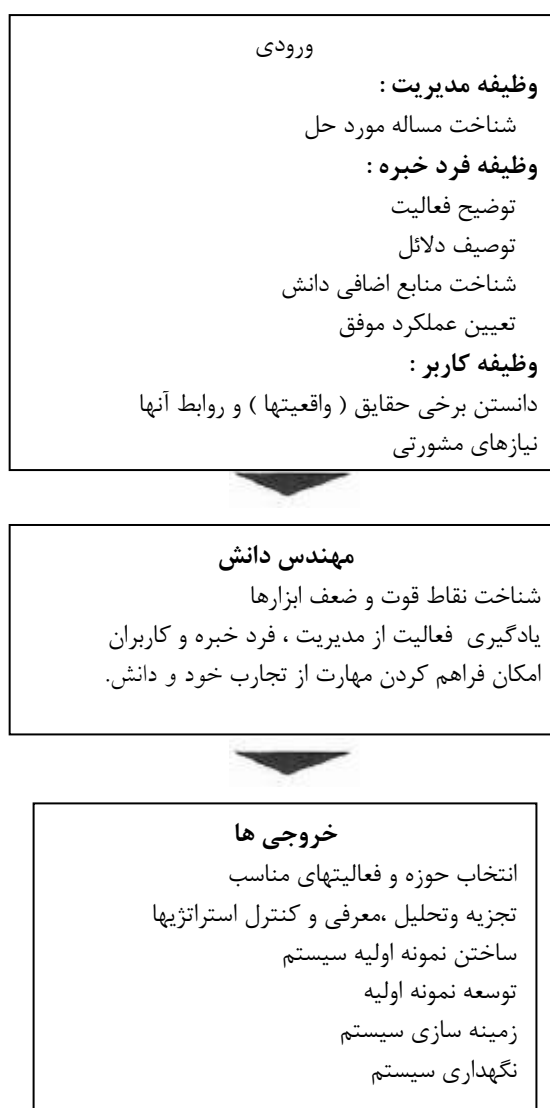 ورودی
وظیفه مدیریت :
شناخت مساله مورد حل
وظیفه فرد خبره :
توضیح فعالیت
توصیف دلائل
شناخت منابع اضافی دانش
تعیین عملکرد موفق
وظیفه کاربر :
دانستن برخی حقایق ( واقعیتها ) و روابط آنها
نیازهای مشورتی
مهندس دانش
شناخت نقاط قوت و ضعف ابزارها
یادگیری فعالیت از مدیریت ، فرد خبره و کاربران
امکان فراهم کردن مهارت از تجارب خود و دانش.
خروجی ها
انتخاب حوزه و فعالیتهای مناسب
تجزیه وتحلیل ،معرفی و کنترل استراتژیها
ساختن نمونه اولیه سیستم
توسعه نمونه اولیه
زمینه سازی سیستم
نگهداری سیستم